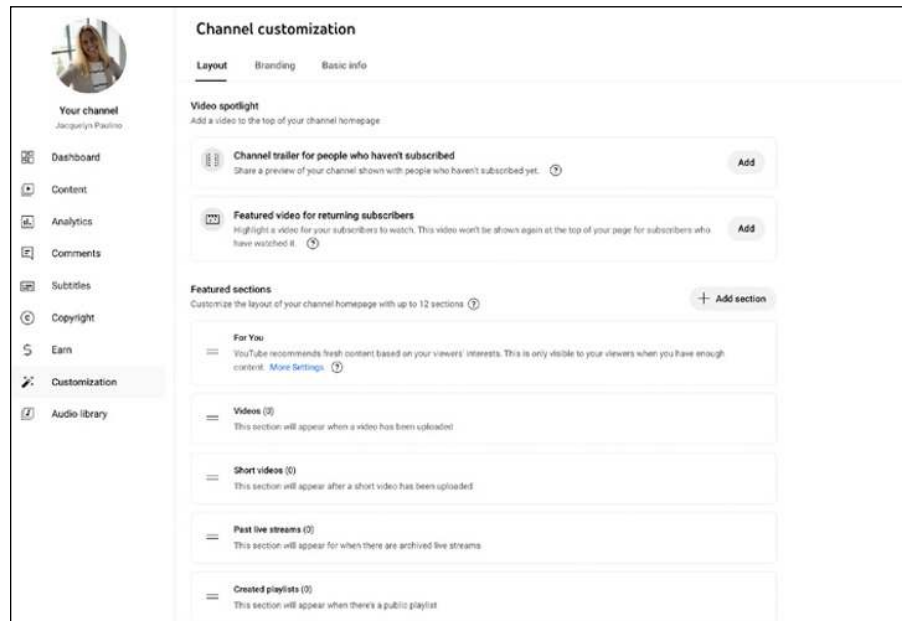 Channel customization
Layout
Branding
Basic info
Your channel
Jacquelyn Paulino
Dashboard
Content
Analytics
Comments
Subtitles
Copyright
Earn
Customization
Audio library
Video spotlight
Add a video to the top of your channel homepage
Channel trailer for people who haven't subscribed
Share a preview of your channel shown with people who haven't subscribed yet.
Add
Featured video for returning subscribers
Highlight a video for your subscribers to watch. This video won't be shown again at the top of your page for subscribers who
have watched it.
Add
Featured sections
Customize the layout of your channel homepage with up to 12 sections
+ Add section
For You
YouTube recommends fresh content based on your viewers' interests. This is only visible to your viewers when you have enough
content. More Settings
Videos (0)
This section will appear when a video has been uploaded
Short videos (0)
This section will appear after a short video has been uploaded
Past live streams (0)
This section will appear for when there are archived live streams
Created playlists (0)
This section will appear when there's a public playlist